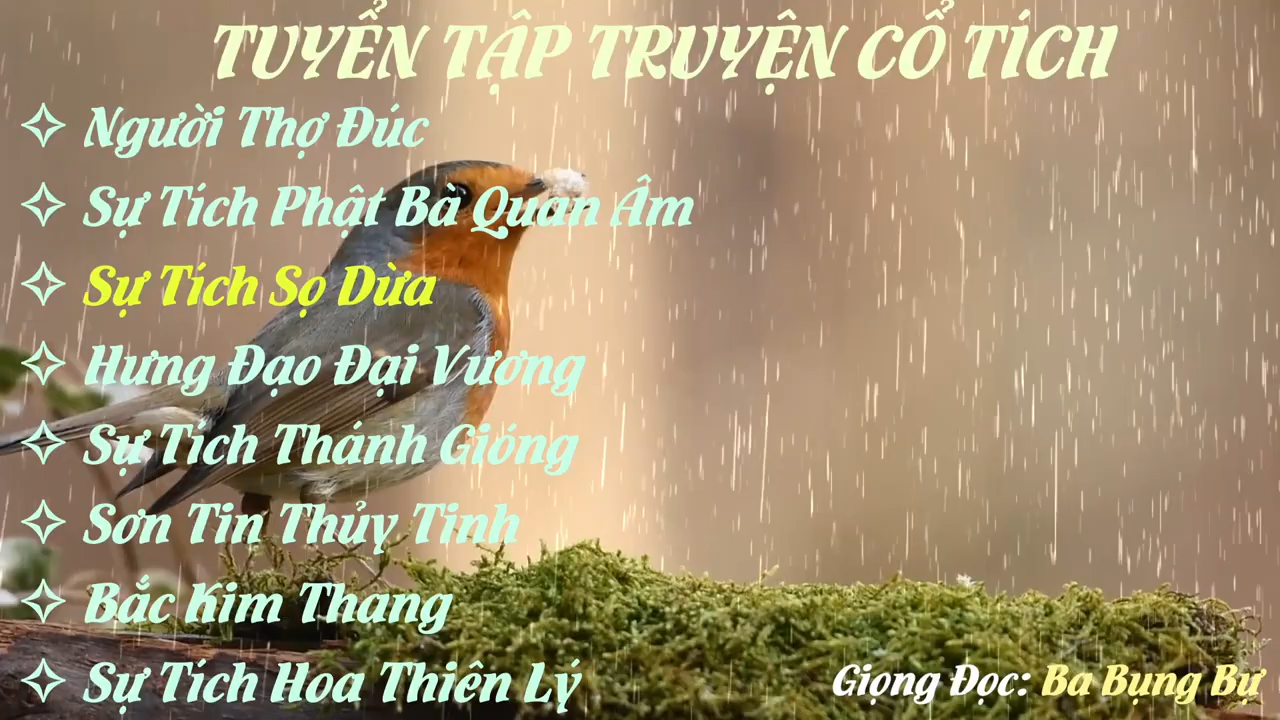 TUYỂN TẬP TRUYỆN CỔ TÍCH
Người Thợ Đúc
Sự Tích Phật Bà Quan Âm
Sự Tích Sọ Dừa
Hưng Đạo Đại Vương
Sự Tích Thánh Gióng
Sơn Tin Thủy Tinh
Bắc Kim Thang
Sự Tích Hoa Thiên Lý
Giọng Đọc: Ba Bụng Bự